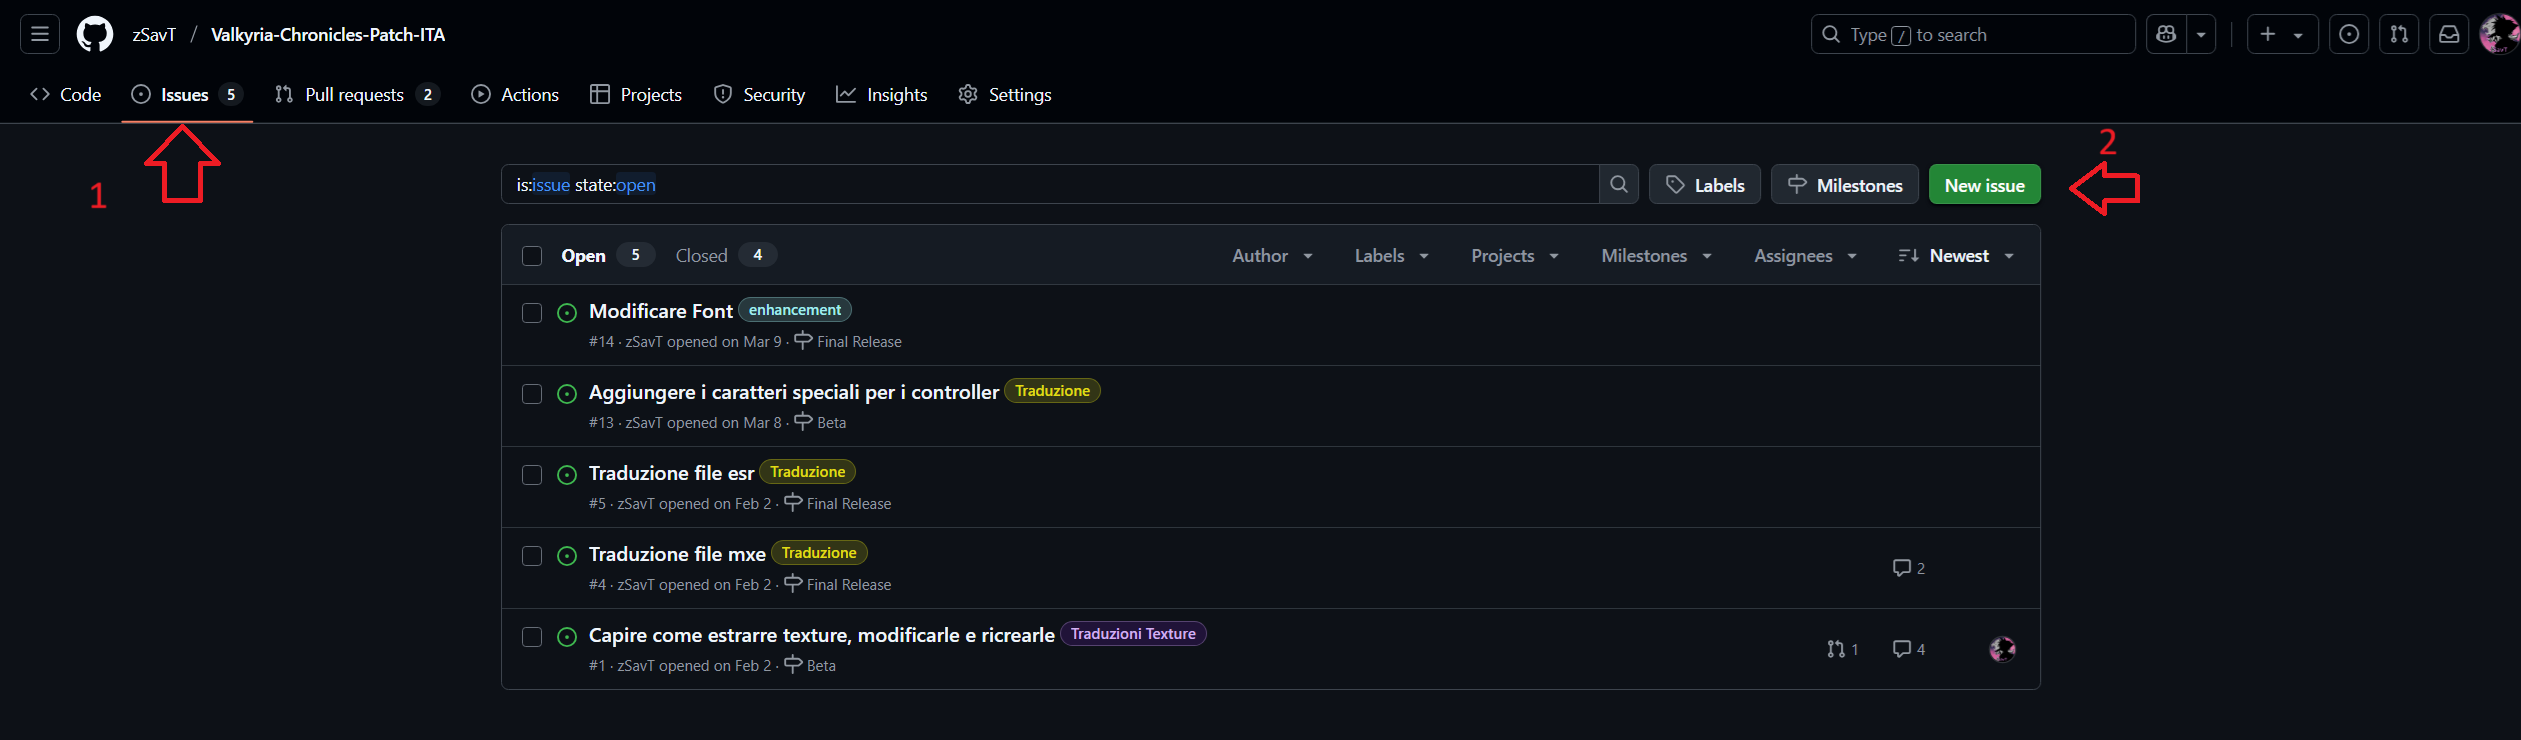 zSavT / Valkyria-Chronicles-Patch-ITA
Type / to search
Code Issues 5 Pull requests 2 Actions Projects Security Insights Settings
1
2
is:issue state:open
Labels Milestones New issue
Open 5 Closed 4 Author Labels Projects Milestones Assignees Newest
Modificare Font enhancement
#14 · zSavT opened on Mar 9 · Final Release
Aggiungere i caratteri speciali per i controller Traduzione
#13 · zSavT opened on Mar 8 · Beta
Traduzione file esr Traduzione
#5 · zSavT opened on Feb 2 · Final Release
Traduzione file mxe Traduzione
#4 · zSavT opened on Feb 2 · Final Release
2
Capire come estrarre texture, modificarle e ricrearle Traduzioni Texture
#1 · zSavT opened on Feb 2 · Beta
1 4